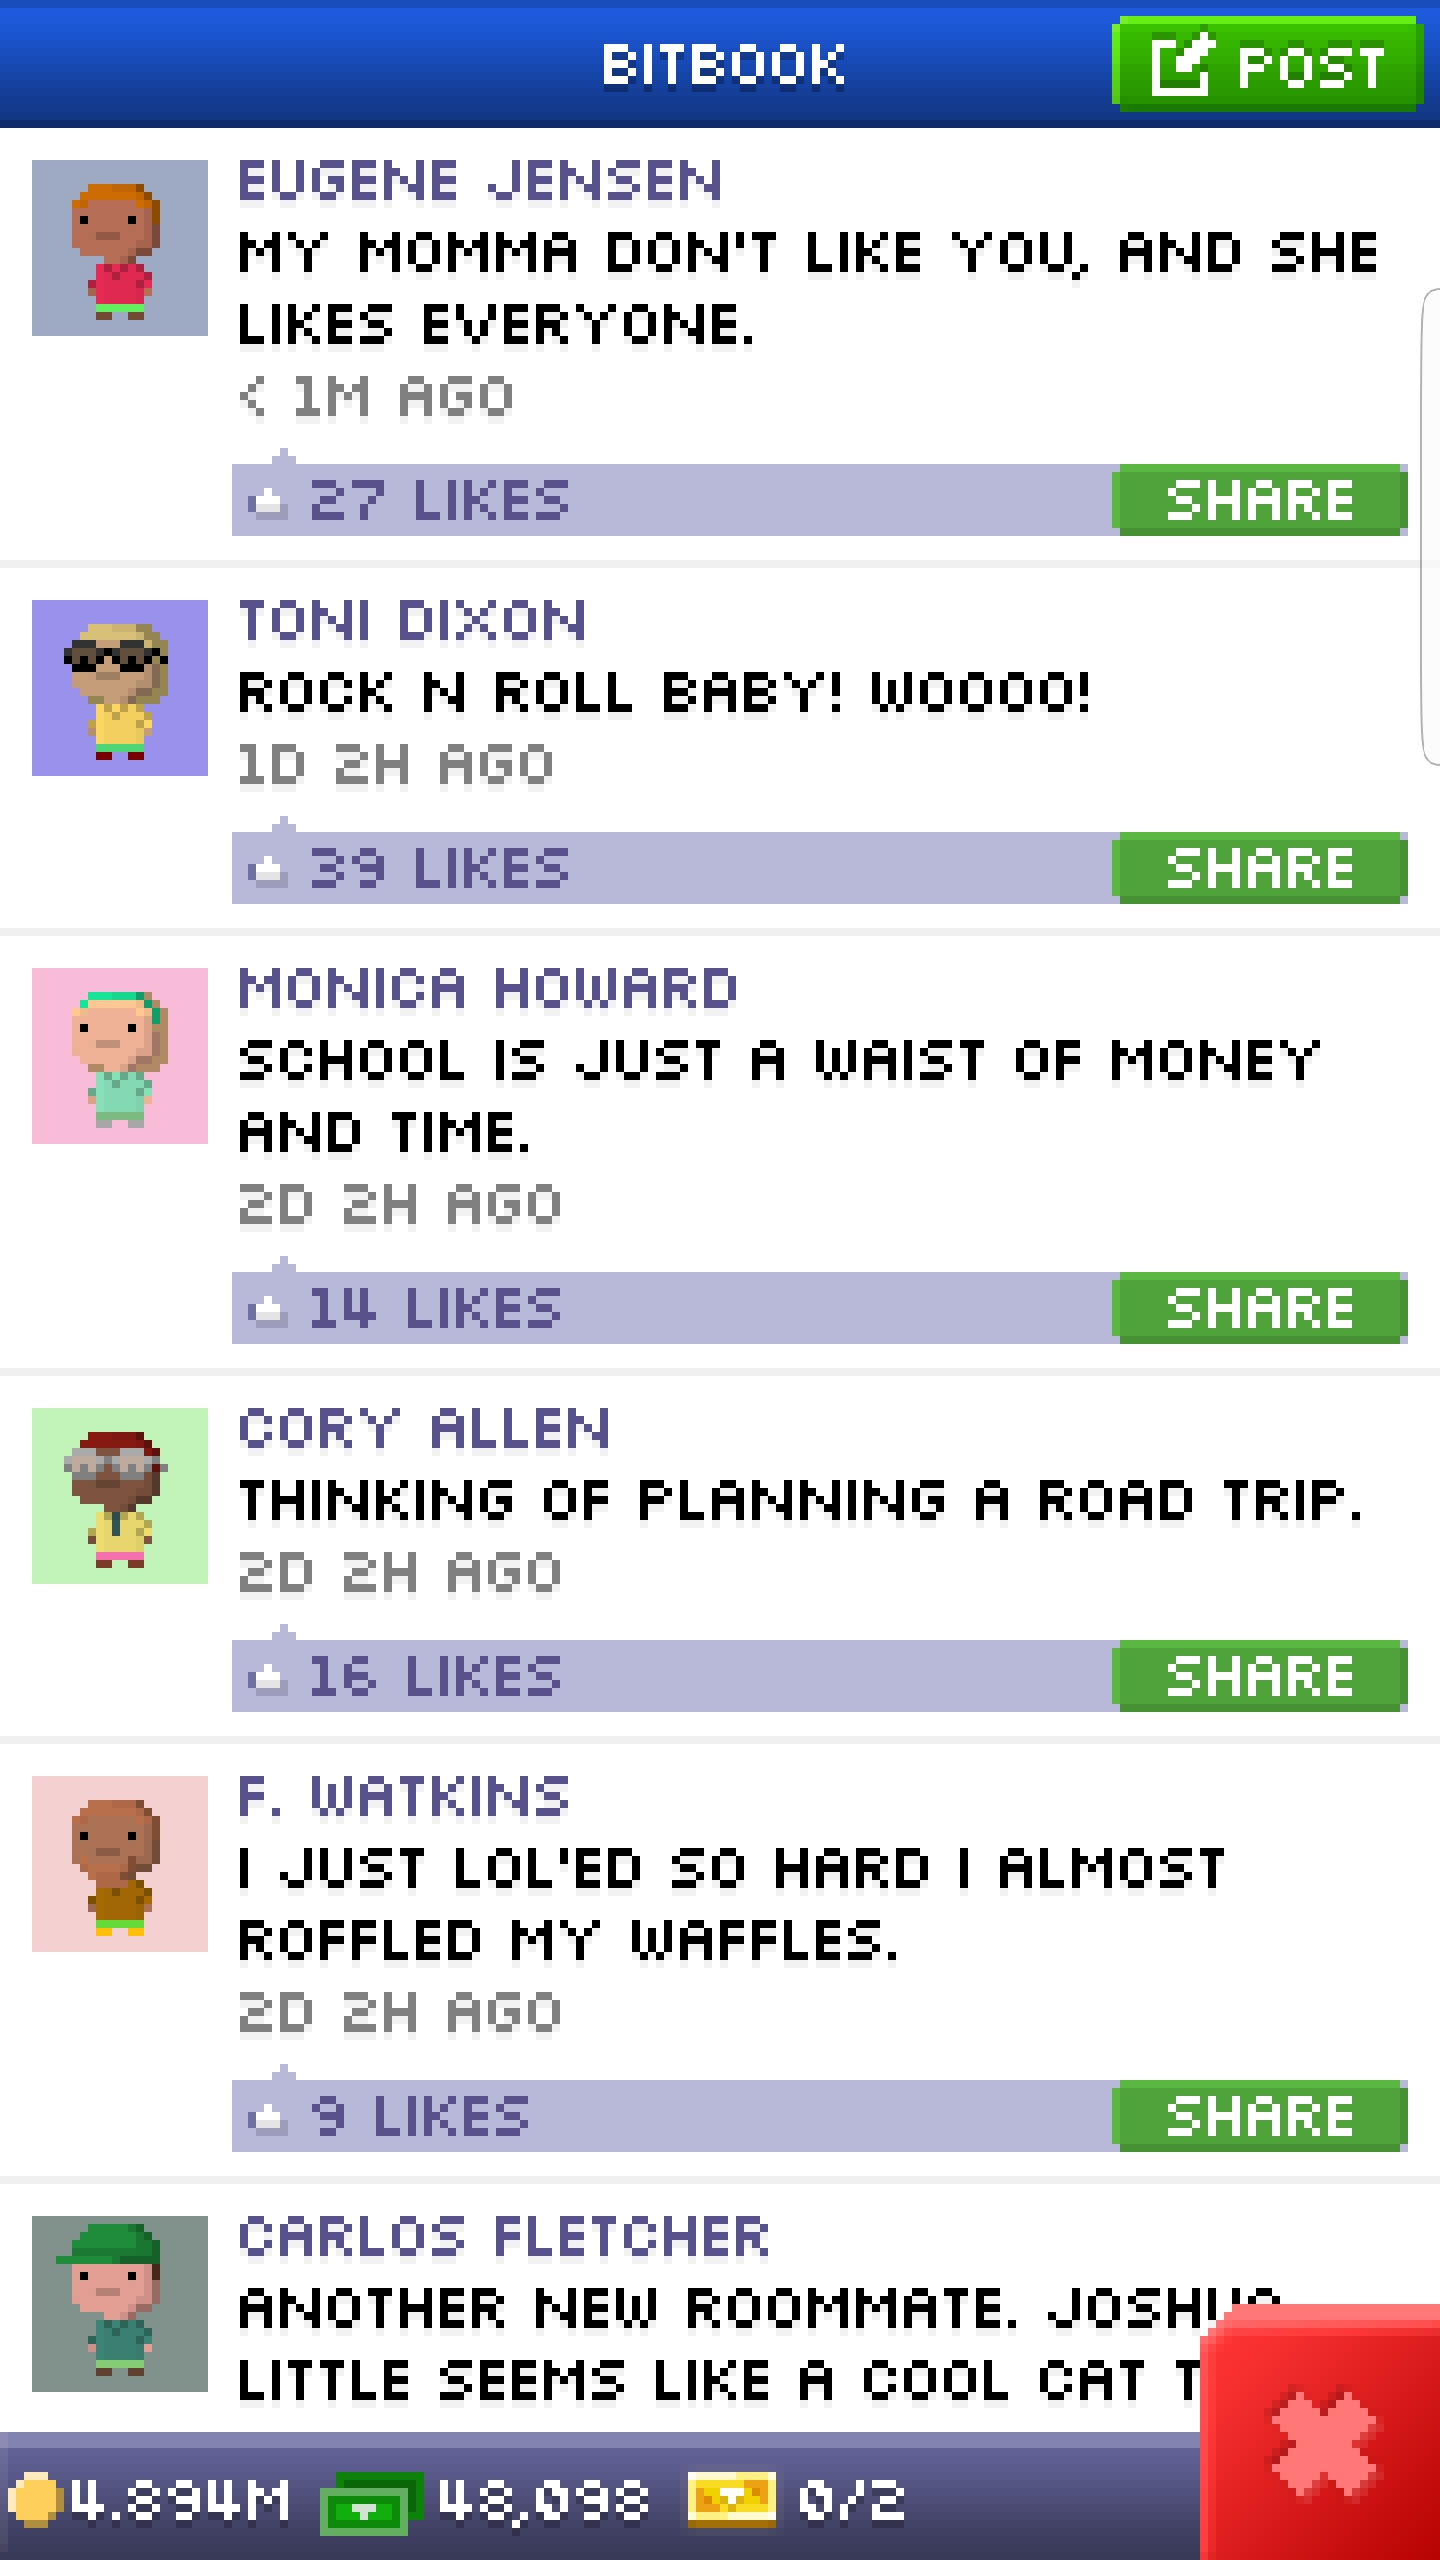 BITBOOK
POST
EUGENE JENSEN
MY MOMMA DON'T LIKE YOU, AND SHE
LIKES EVERYONE.
< 1M AGO
27 LIKES
SHARE
TONI DIXON
ROCK N ROLL BABY! WOOOO!
1D 2H AGO
39 LIKES
SHARE
MONICA HOWARD
SCHOOL IS JUST A WAIST OF MONEY
AND TIME.
2D 2H AGO
14 LIKES
SHARE
CORY ALLEN
THINKING OF PLANNING A ROAD TRIP.
2D 2H AGO
16 LIKES
SHARE
F. WATKINS
I JUST LOL'ED SO HARD I ALMOST
ROFFLED MY WAFFLES.
2D 2H AGO
9 LIKES
SHARE
CARLOS FLETCHER
ANOTHER NEW ROOMMATE. JOSHUA
LITTLE SEEMS LIKE A COOL CAT
4.894M
48,098
0/2